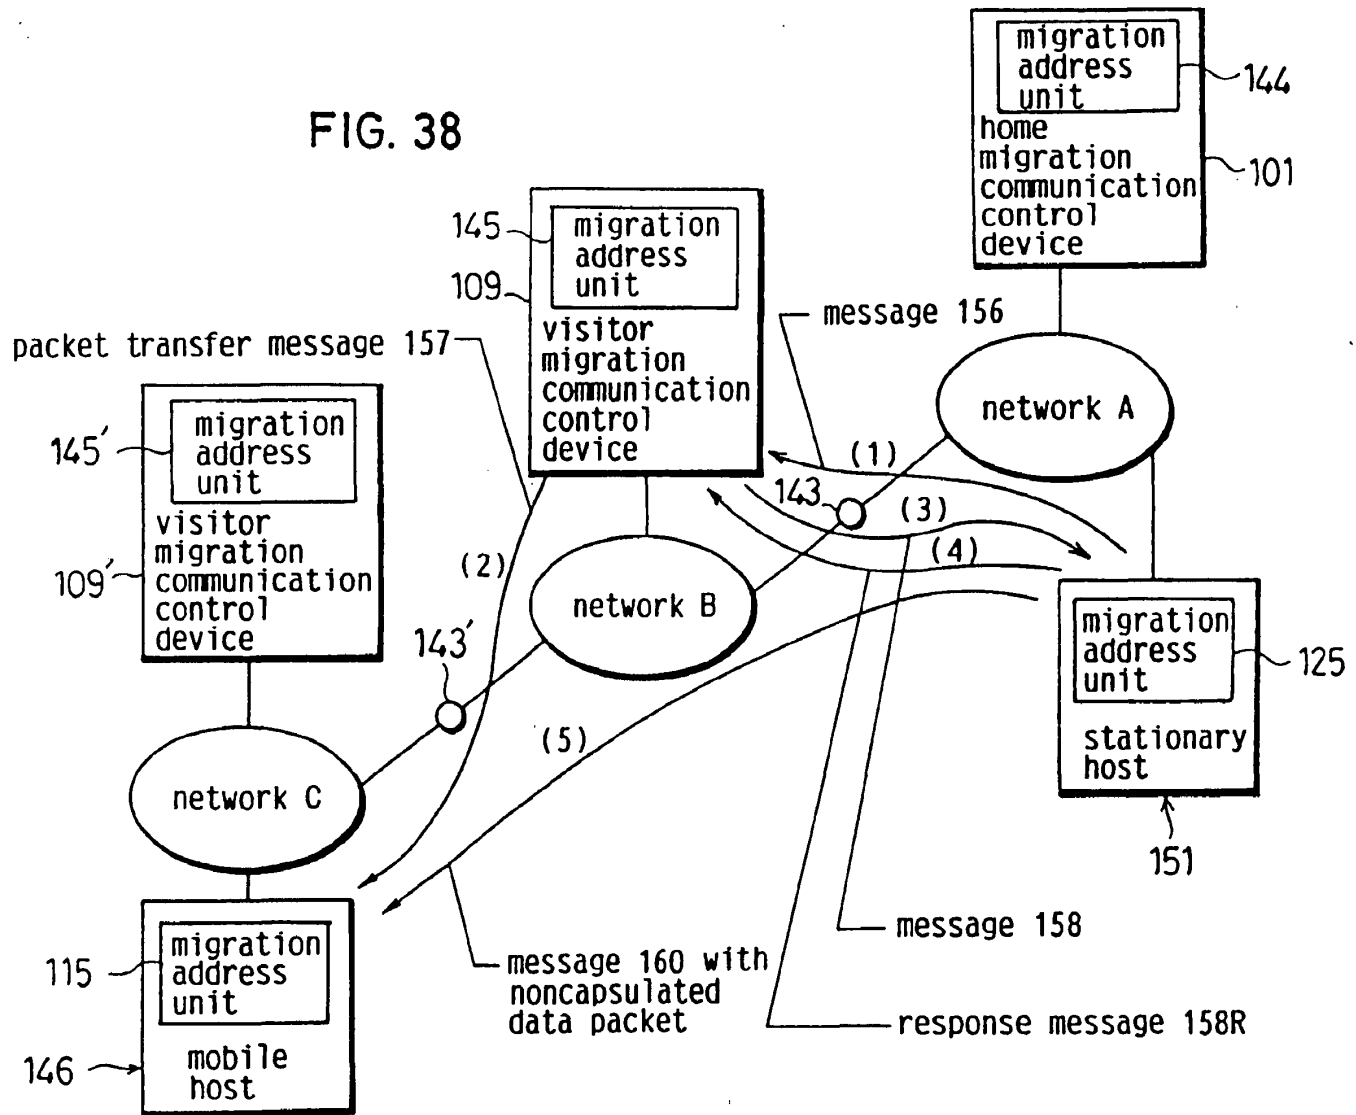 FIG. 38
migration
address
unit
144
home
migration
communication
control
device
101
145
migration
address
unit
109
visitor
migration
communication
control
device
message 156
packet transfer message 157
network A
145′
migration
address
unit
visitor
migration
communication
control
device
109′
(1)
143
(3)
(4)
(2)
network B
143′
migration
address
unit
125
stationary
host
151
(5)
network C
115
migration
address
unit
mobile
host
146
message 160 with
noncapsulated
data packet
message 158
response message 158R